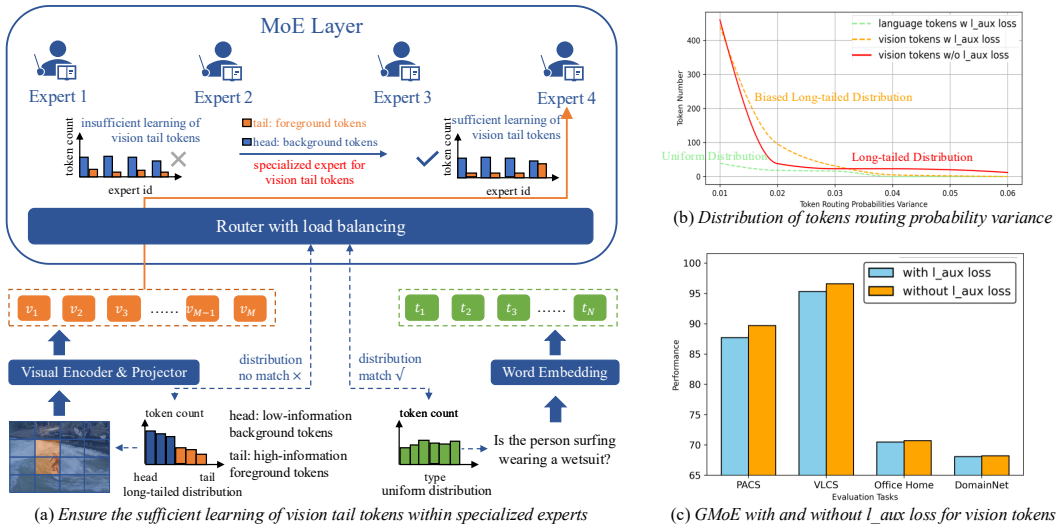 MoE Layer
Expert 1
Expert 2
Expert 3
Expert 4
insufficient learning of
vision tail tokens
token count
expert id
tail: foreground tokens
head: background tokens
specialized expert for
vision tail tokens
sufficient learning of
vision tail tokens
token count
expert id
Router with load balancing
v1 v2 v3 ...... vM−1 vM
t1 t2 t3 ...... tN
Visual Encoder & Projector
distribution
no match ×
distribution
match √
Word Embedding
token count
head tail
long-tailed distribution
head: low-information
background tokens
tail: high-information
foreground tokens
token count
type
uniform distribution
Is the person surfing
wearing a wetsuit?
(a) Ensure the sufficient learning of vision tail tokens within specialized experts
language tokens w l_aux loss
vision tokens w l_aux loss
vision tokens w/o l_aux loss
Biased Long-tailed Distribution
Uniform Distribution
Long-tailed Distribution
Token Number
400
300
200
100
0
0.01 0.02 0.03 0.04 0.05 0.06
Token Routing Probabilities Variance
(b) Distribution of tokens routing probability variance
with l_aux loss
without l_aux loss
Performance
100
95
90
85
80
75
70
65
PACS VLCS Office Home DomainNet
Evaluation Tasks
(c) GMoE with and without l_aux loss for vision tokens